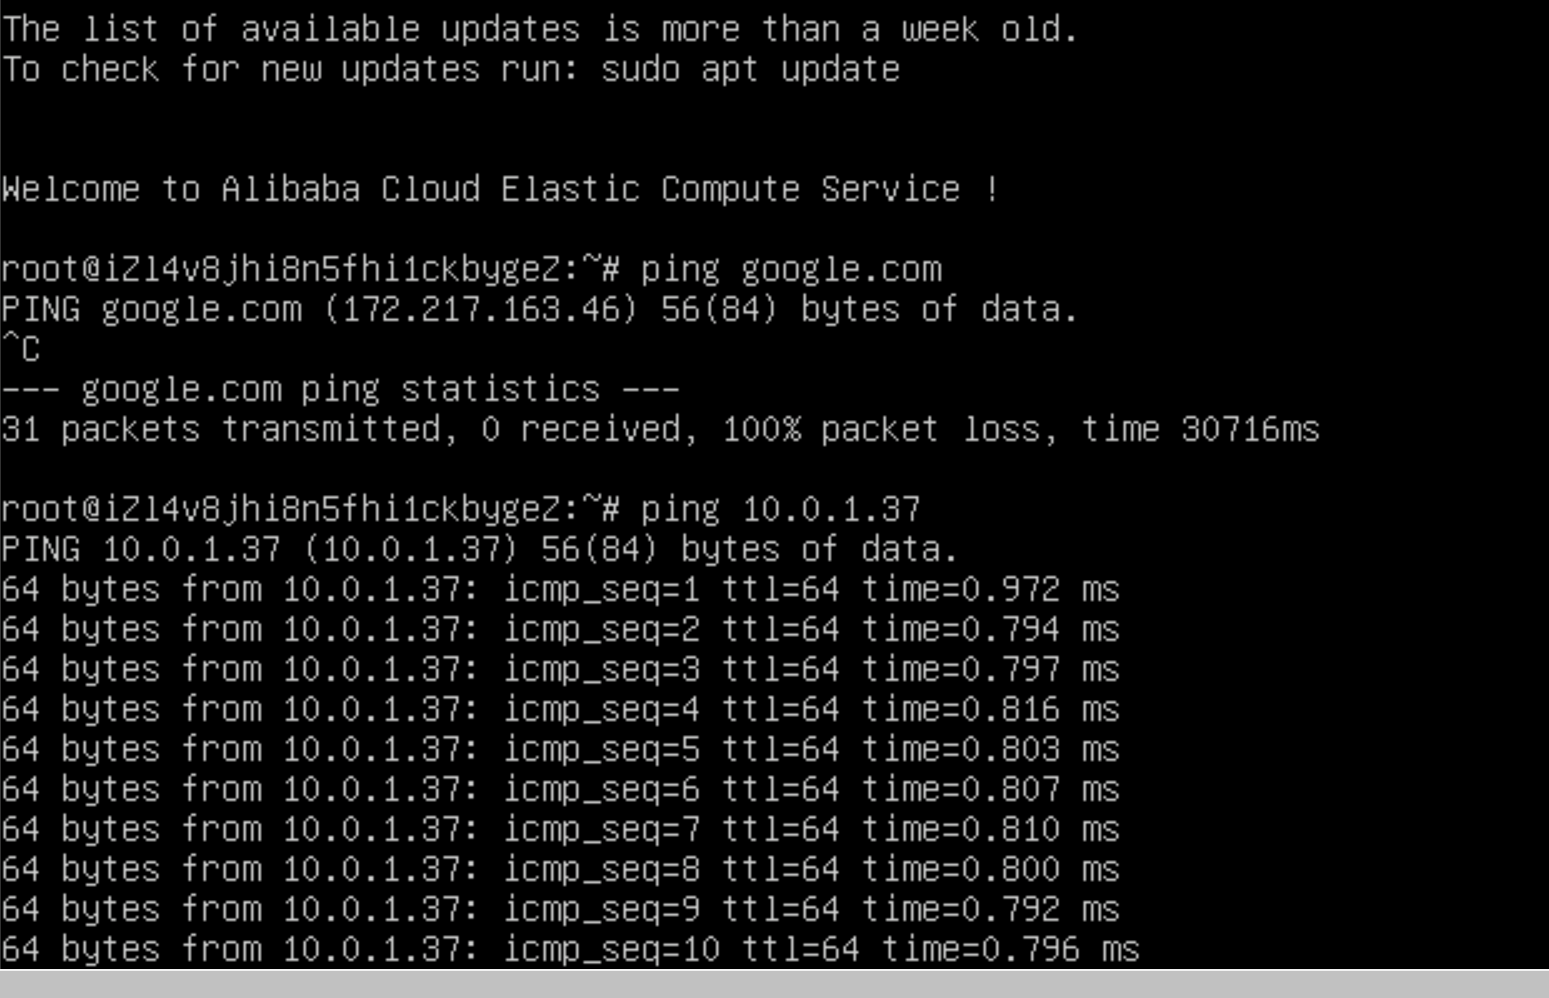 The list of available updates is more than a week old.
To check for new updates run: sudo apt update
Welcome to Alibaba Cloud Elastic Compute Service !
root@iZl4v8jhi8n5fhi1ckbygeZ:~# ping google.com
PING google.com (172.217.163.46) 56(84) bytes of data.
^C
--- google.com ping statistics ---
31 packets transmitted, 0 received, 100% packet loss, time 30716ms
root@iZl4v8jhi8n5fhi1ckbygeZ:~# ping 10.0.1.37
PING 10.0.1.37 (10.0.1.37) 56(84) bytes of data.
64 bytes from 10.0.1.37: icmp_seq=1 ttl=64 time=0.972 ms
64 bytes from 10.0.1.37: icmp_seq=2 ttl=64 time=0.794 ms
64 bytes from 10.0.1.37: icmp_seq=3 ttl=64 time=0.797 ms
64 bytes from 10.0.1.37: icmp_seq=4 ttl=64 time=0.816 ms
64 bytes from 10.0.1.37: icmp_seq=5 ttl=64 time=0.803 ms
64 bytes from 10.0.1.37: icmp_seq=6 ttl=64 time=0.807 ms
64 bytes from 10.0.1.37: icmp_seq=7 ttl=64 time=0.810 ms
64 bytes from 10.0.1.37: icmp_seq=8 ttl=64 time=0.800 ms
64 bytes from 10.0.1.37: icmp_seq=9 ttl=64 time=0.792 ms
64 bytes from 10.0.1.37: icmp_seq=10 ttl=64 time=0.796 ms